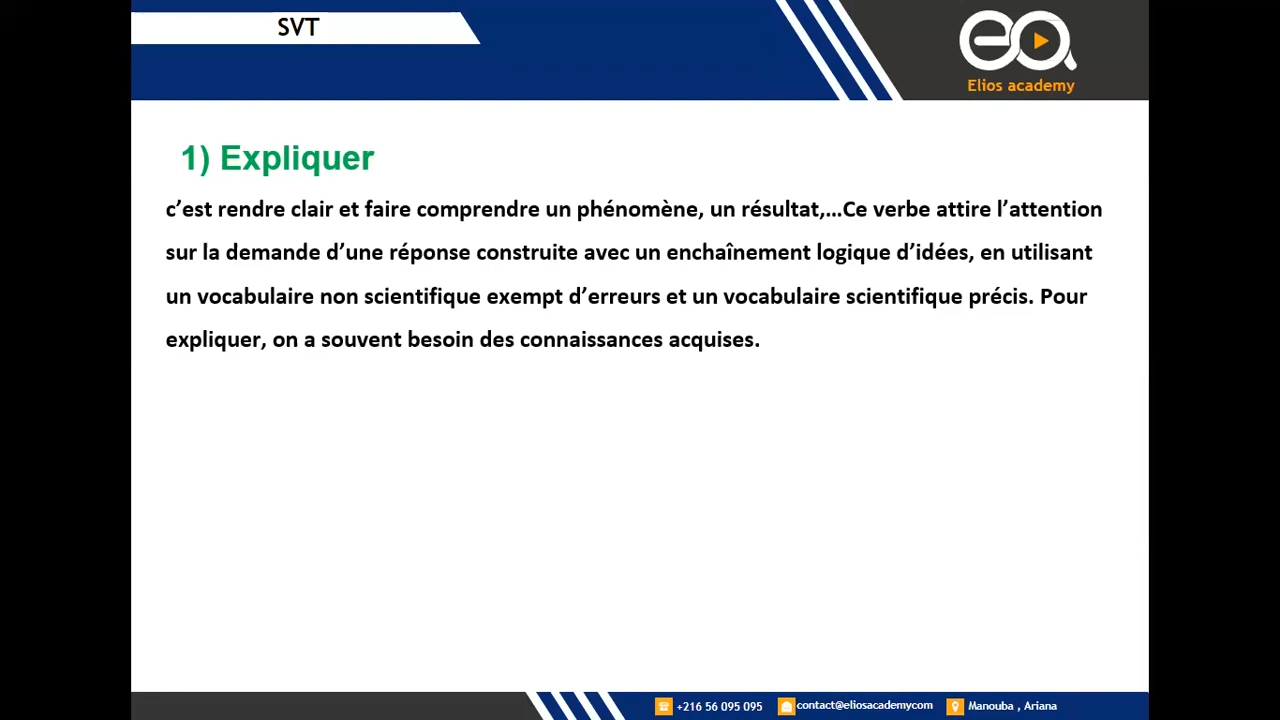 SVT
ea
Elios academy
1) Expliquer
c’est rendre clair et faire comprendre un phénomène, un résultat,...Ce verbe attire l’attention
sur la demande d’une réponse construite avec un enchaînement logique d’idées, en utilisant
un vocabulaire non scientifique exempt d’erreurs et un vocabulaire scientifique précis. Pour
expliquer, on a souvent besoin des connaissances acquises.
+216 56 095 095
contact@eliosacademycom
Manouba , Ariana